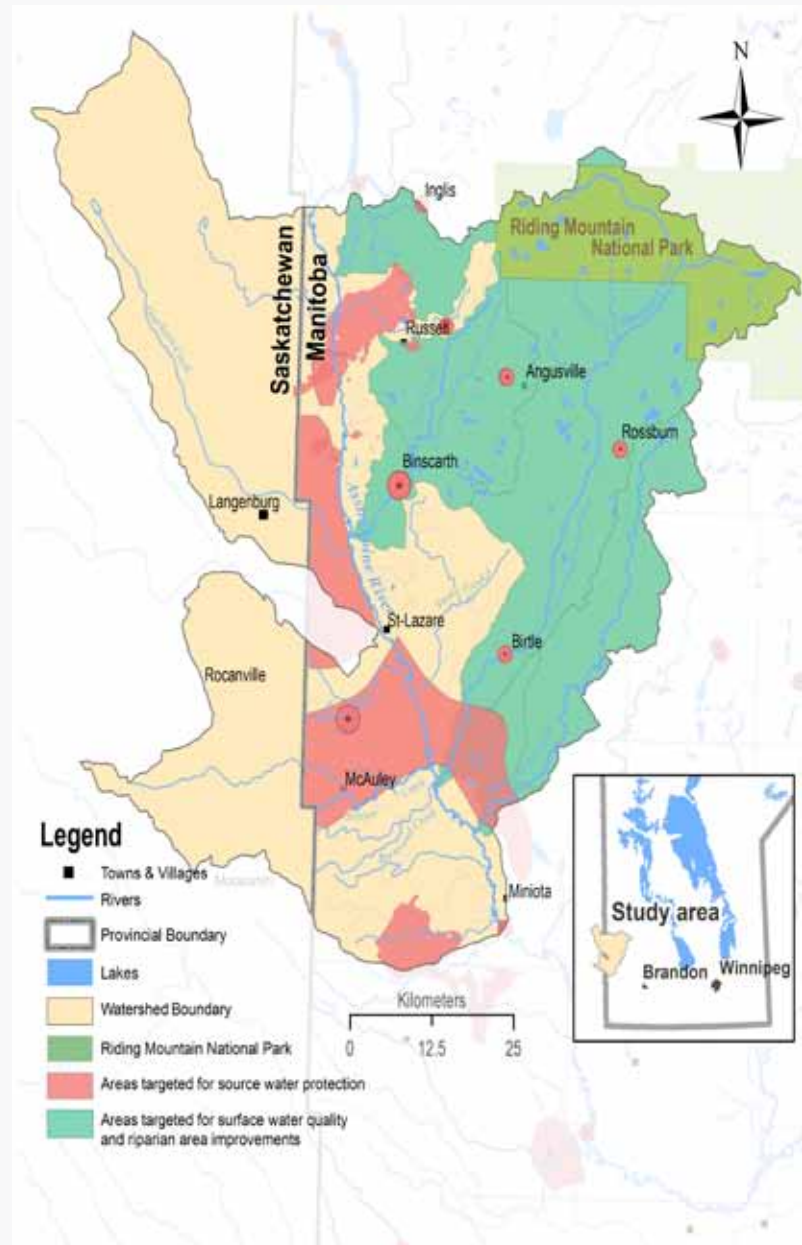 N
Inglis
Riding Mountain
National Park
Saskatchewan
Manitoba
Russell
Angusville
Rossburn
Binscarth
Langenburg
Assiniboine River
St-Lazare
Birtle
Rocanville
McAuley
Miniota
Legend
Towns & Villages
Rivers
Provincial Boundary
Lakes
Watershed Boundary
Riding Mountain National Park
Areas targeted for source water protection
Areas targeted for surface water quality
and riparian area improvements
Kilometers
0 12.5 25
Study area
Brandon
Winnipeg